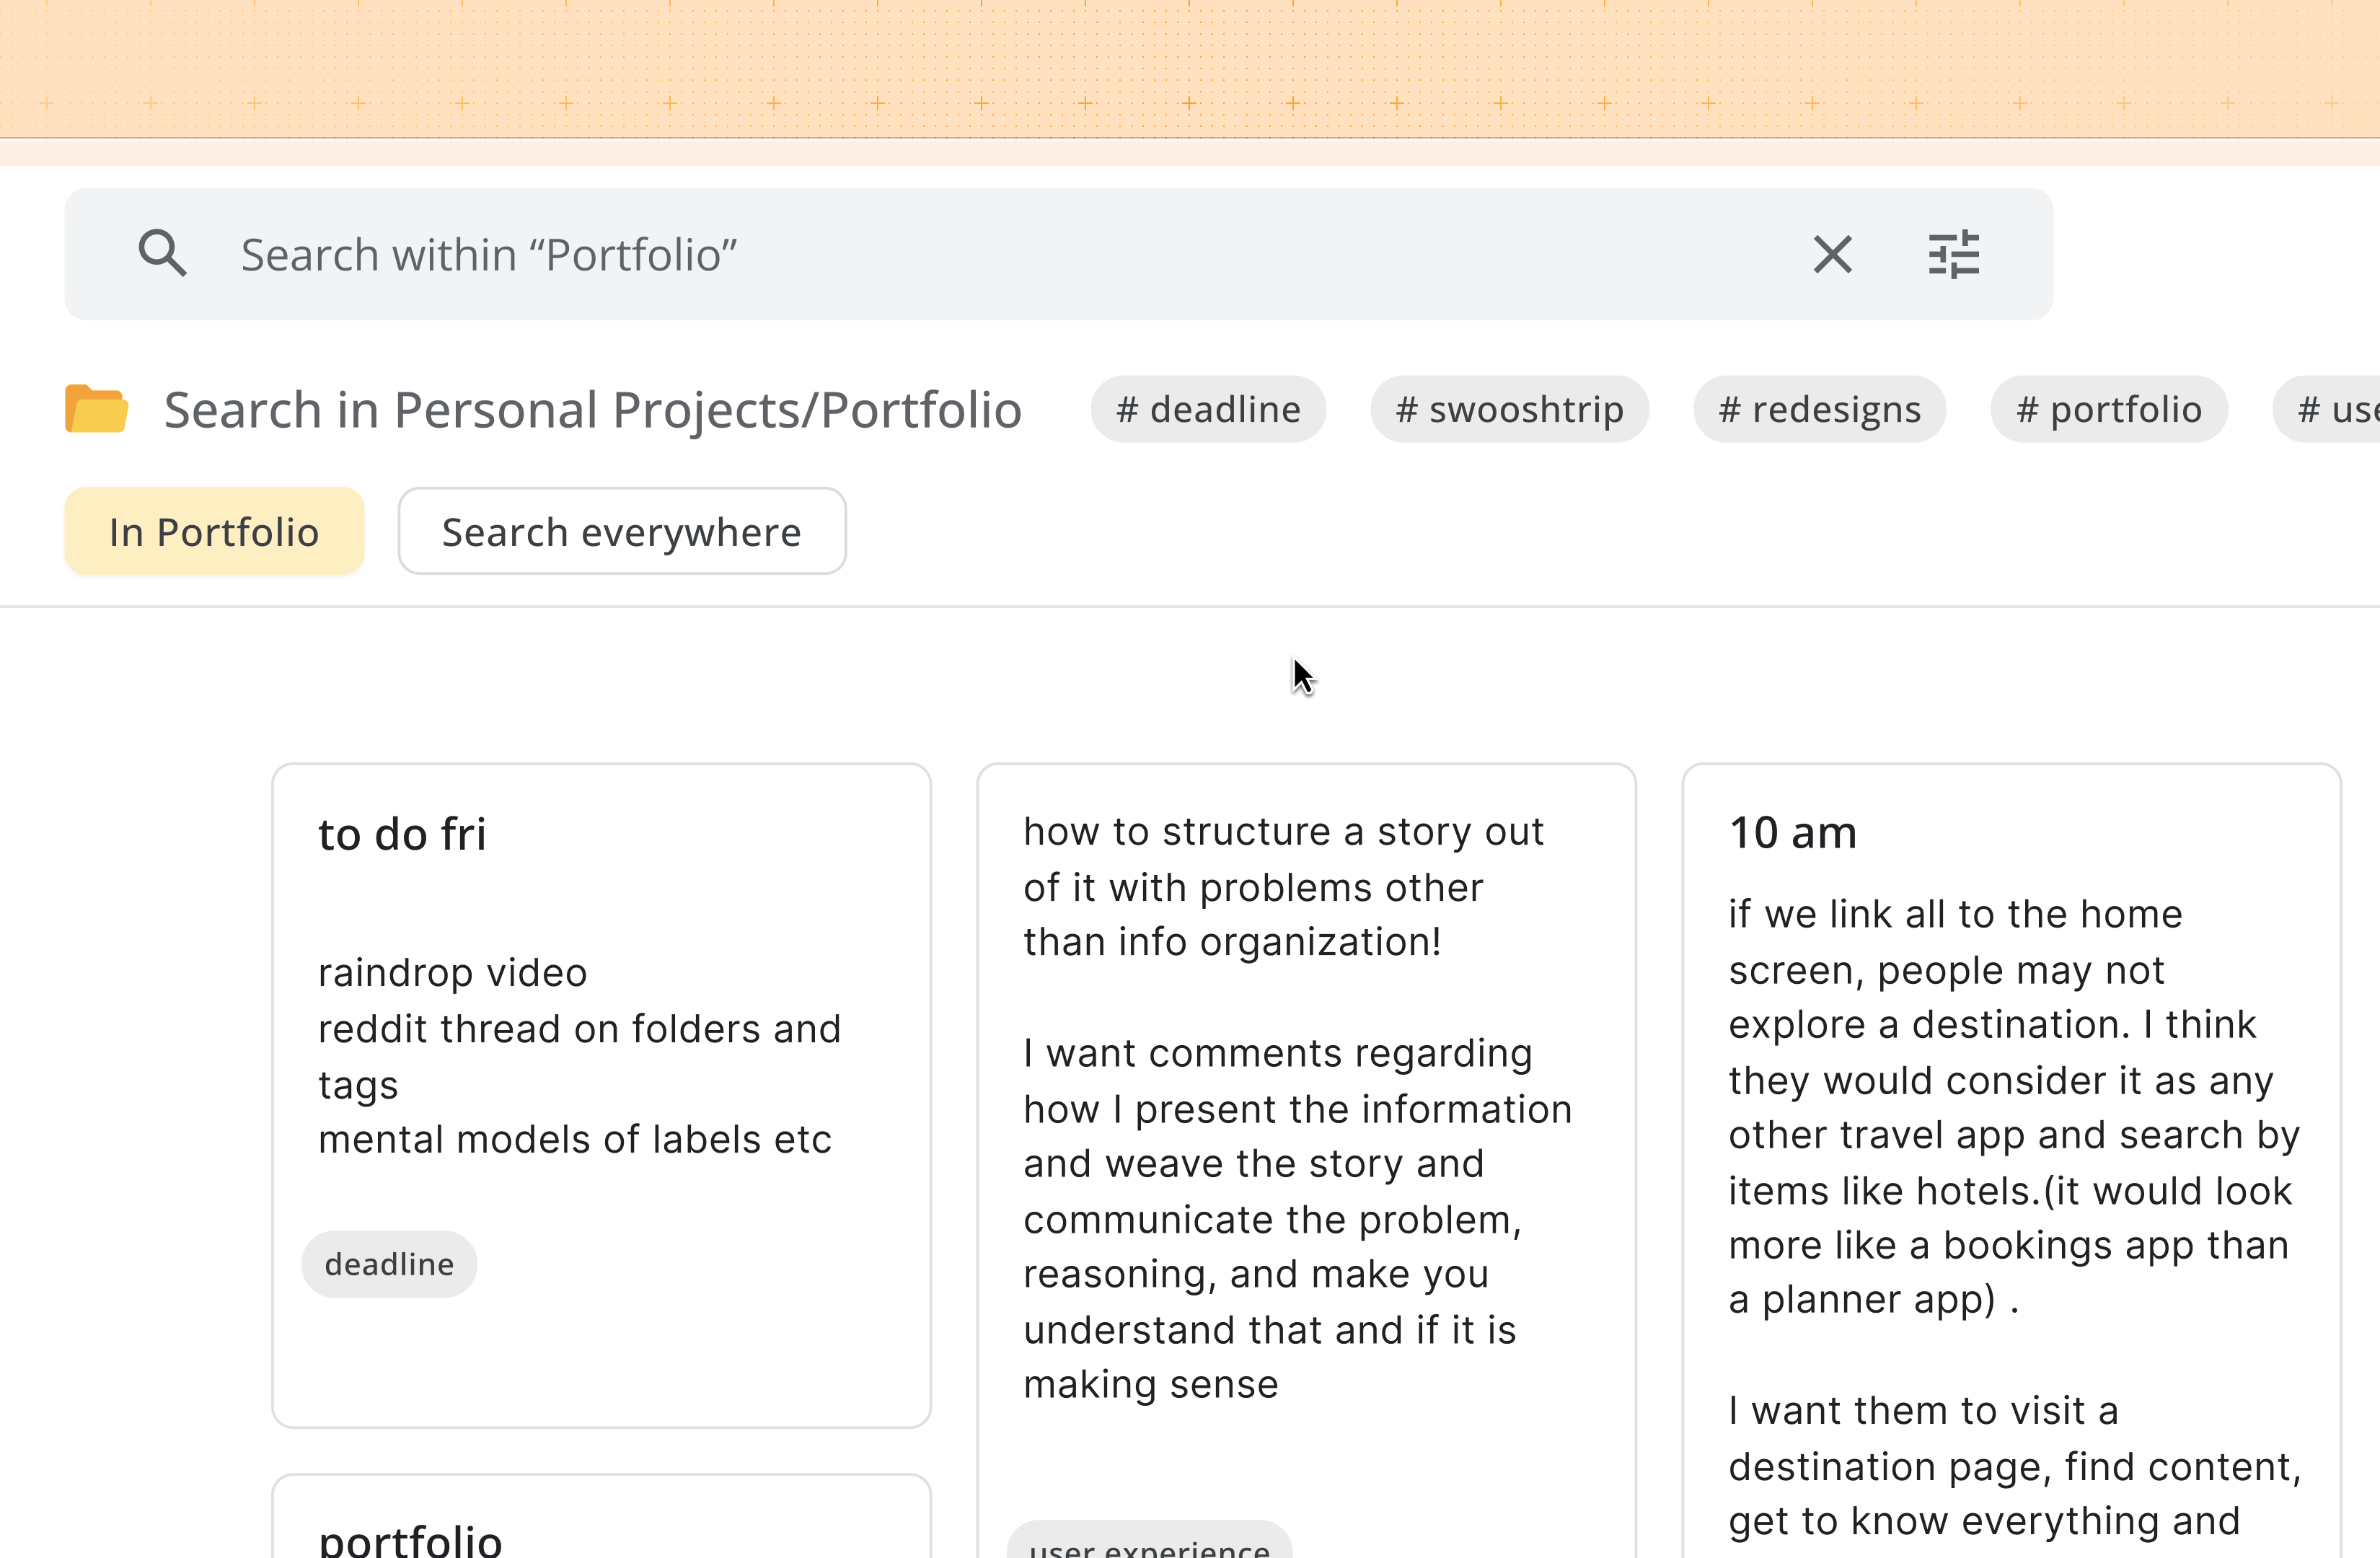 Search within “Portfolio”
Search in Personal Projects/Portfolio
# deadline
# swooshtrip
# redesigns
# portfolio
In Portfolio
Search everywhere
to do fri
raindrop video
reddit thread on folders and
tags
mental models of labels etc
deadline
portfolio
how to structure a story out
of it with problems other
than info organization!
I want comments regarding
how I present the information
and weave the story and
communicate the problem,
reasoning, and make you
understand that and if it is
making sense
user experience
10 am
if we link all to the home
screen, people may not
explore a destination. I think
they would consider it as any
other travel app and search by
items like hotels.(it would look
more like a bookings app than
a planner app) .
I want them to visit a
destination page, find content,
get to know everything and